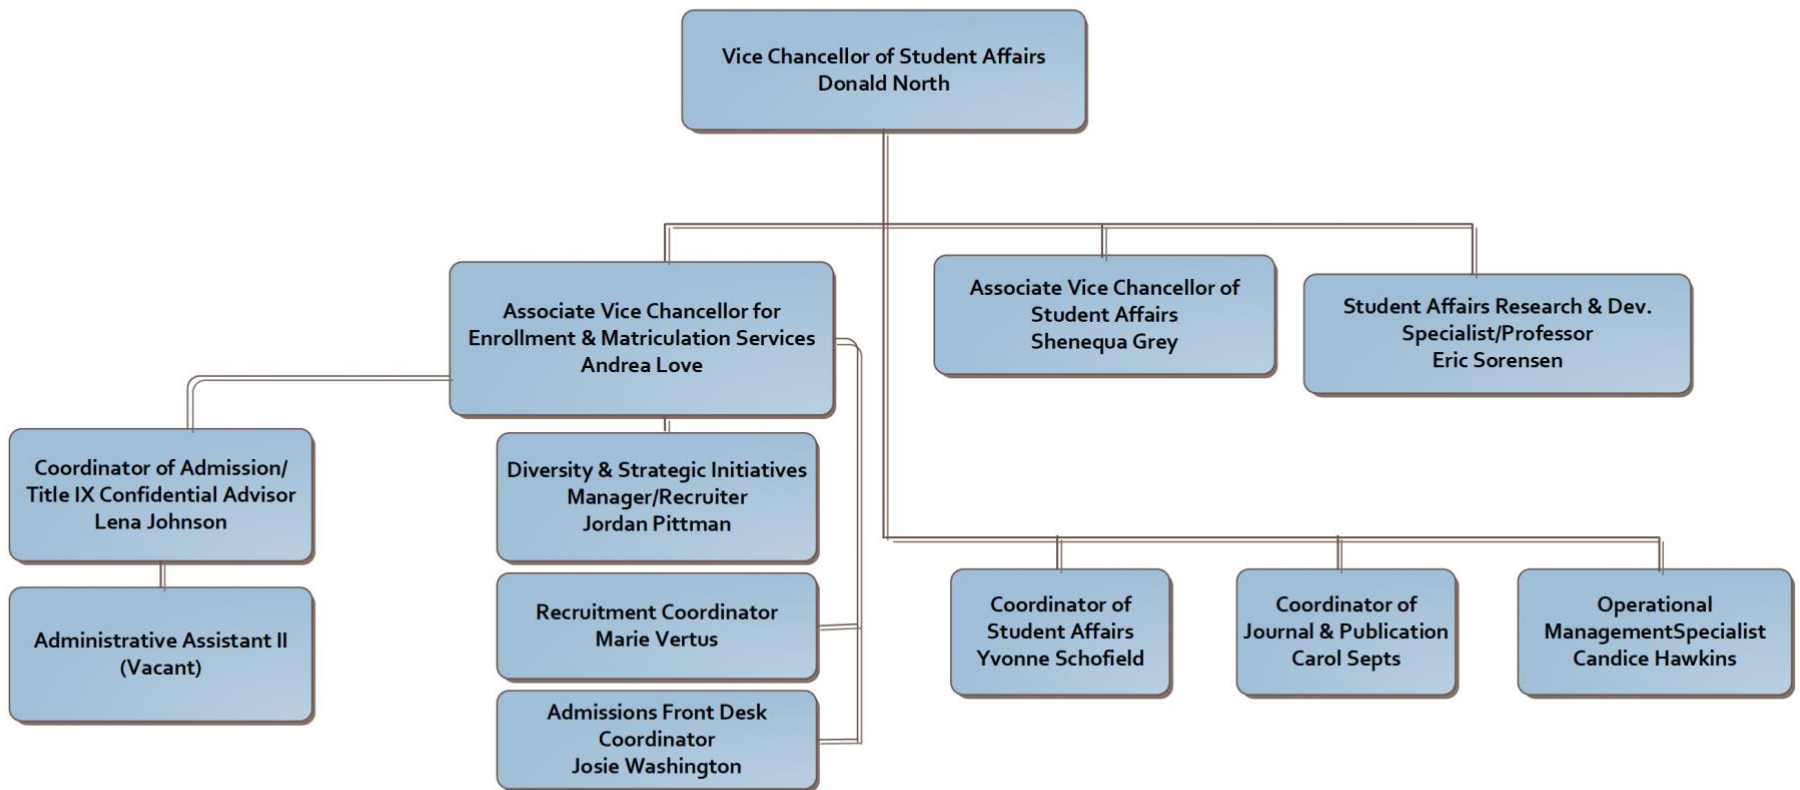 Vice Chancellor of Student Affairs
Donald North
Associate Vice Chancellor for
Enrollment & Matriculation Services
Andrea Love
Associate Vice Chancellor of
Student Affairs
Shenequa Grey
Student Affairs Research & Dev.
Specialist/Professor
Eric Sorensen
Coordinator of Admission/
Title IX Confidential Advisor
Lena Johnson
Diversity & Strategic Initiatives
Manager/Recruiter
Jordan Pittman
Administrative Assistant II
(Vacant)
Recruitment Coordinator
Marie Vertus
Admissions Front Desk
Coordinator
Josie Washington
Coordinator of
Student Affairs
Yvonne Schofield
Coordinator of
Journal & Publication
Carol Septs
Operational
ManagementSpecialist
Candice Hawkins